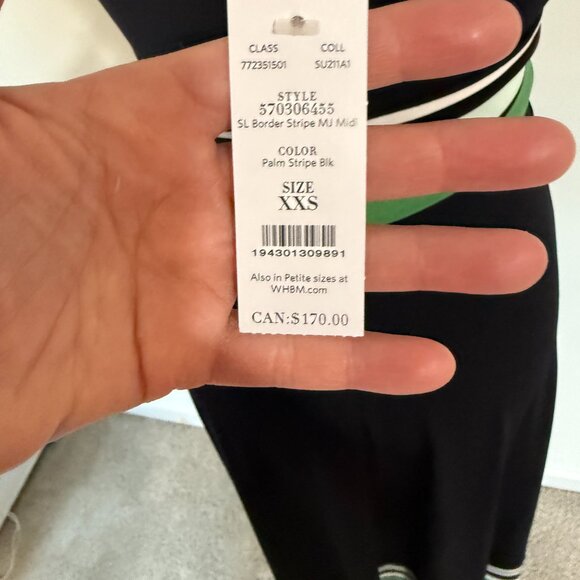 CLASS COLL
772351501 SU211A1
STYLE
570306455
SL Border Stripe MJ Midi
COLOR
Palm Stripe Blk
SIZE
XXS
194301309891
Also in Petite sizes at
WHBM.com
CAN:$170.00